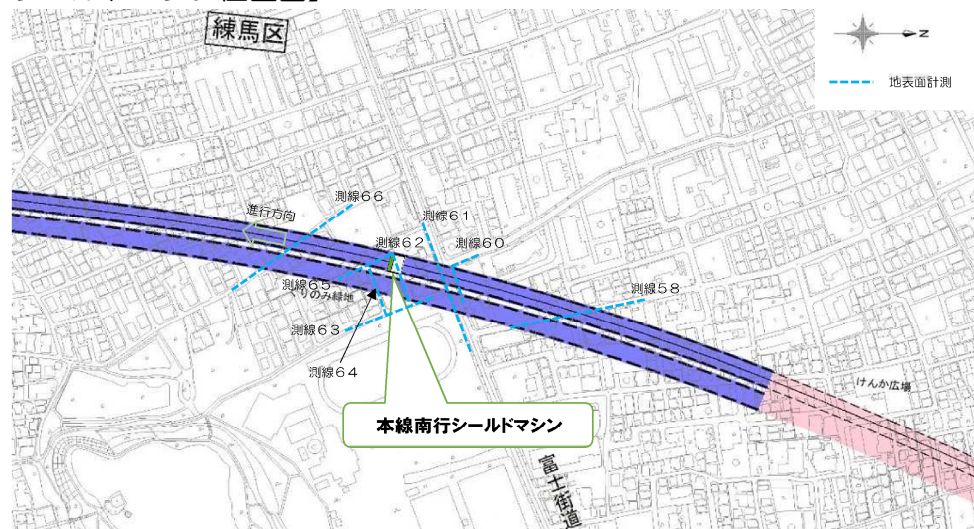 練馬区
N
地表面計測
測線66
進行方向
測線61
測線62
測線60
測線65
くりのみ緑地
測線58
測線63
測線64
けんか広場
本線南行シールドマシン
富士街道